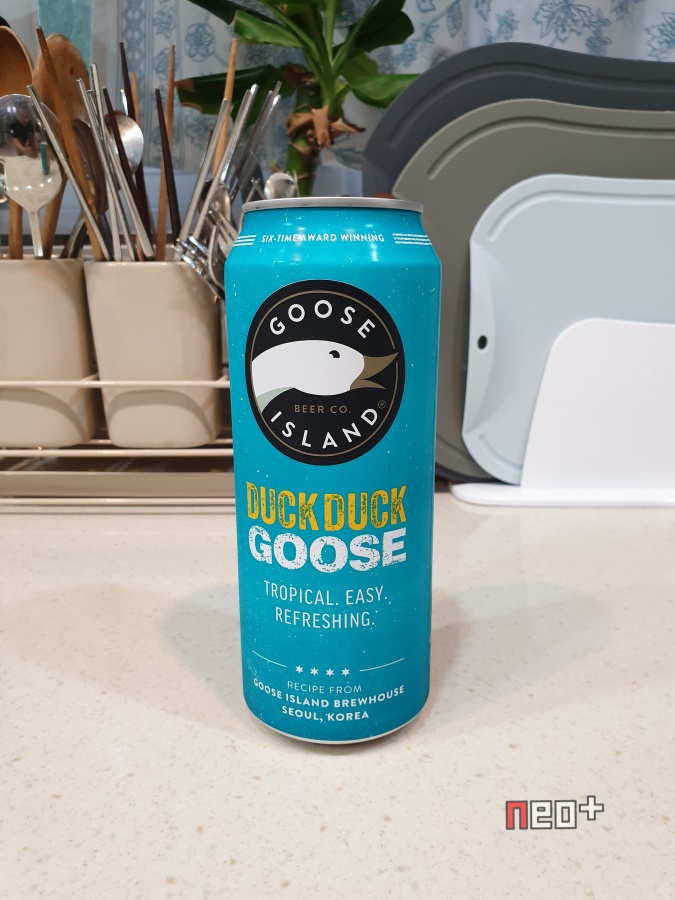 SIX-TIME AWARD WINNING
GOOSE
BEER CO.
ISLAND®
DUCK DUCK
GOOSE
TROPICAL. EASY.
REFRESHING.
RECIPE FROM
GOOSE ISLAND BREWHOUSE
SEOUL, KOREA
neo+